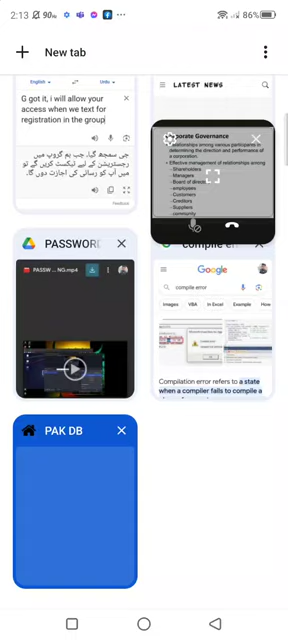 2:13
86%
New tab
English
Urdu
G got it, i will allow your
access when we text for
registration in the group
جی سمجھ گیا، جب ہم گروپ میں
رجسٹریشن کے لیے ٹیکسٹ کریں گے تو
میں آپ کو رسائی کی اجازت دوں گا۔
Feedback
LATEST NEWS
Corporate Governance
relationships among various participants in
determining the direction and performance of
a corporation
- Effective management of relationships among
- Shareholders
- Managers
- Board of
- employees
- Customers
- Creditors
- Suppliers
- community
PASSWORD
PASSW ... NG.mp4
compile error
Google
compile error
Images
VBA
In Excel
Example
How
Compilation error refers to a state
when a compiler fails to compile a
PAK DB